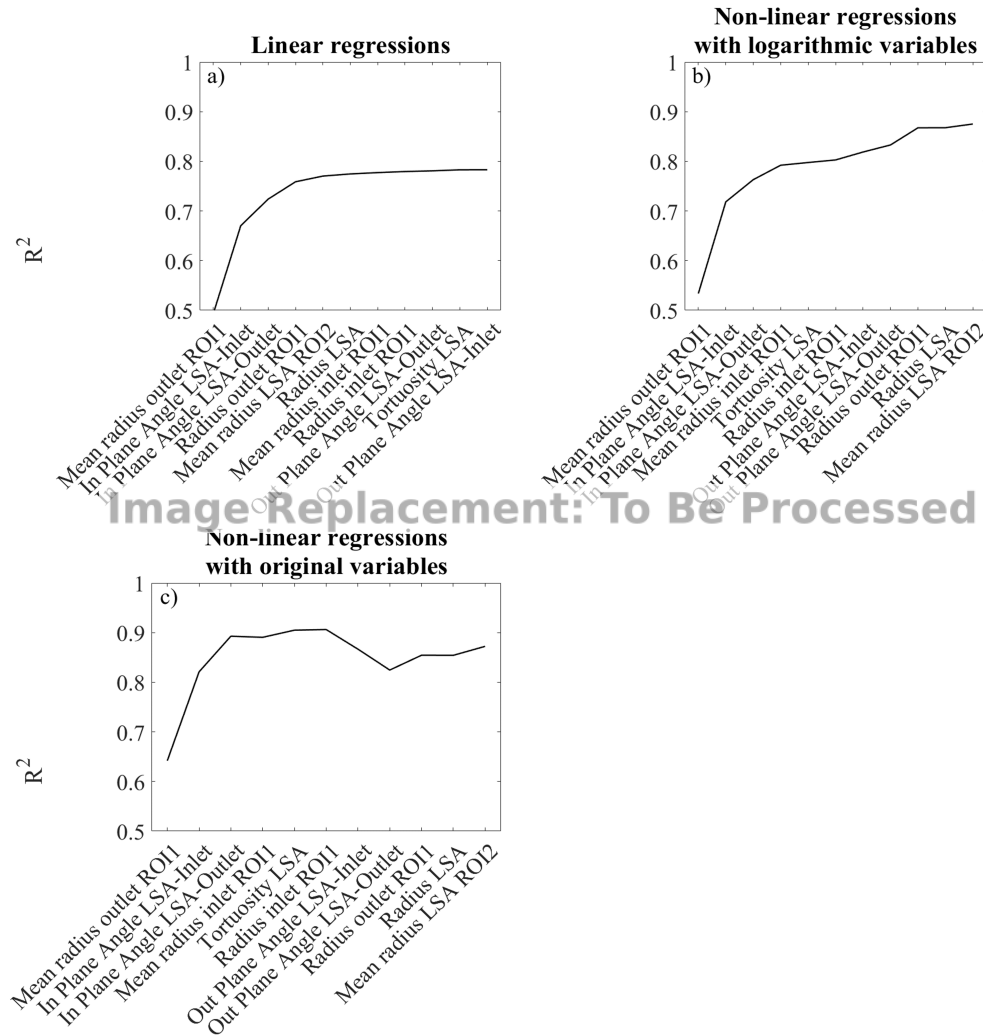 Linear regressions
a)
1
0.9
0.8
0.7
0.6
0.5
R²
Mean radius outlet ROI1
In Plane Angle LSA-Inlet
In Plane Angle LSA-Outlet
Radius outlet ROI1
Mean radius LSA ROI2
Radius LSA
Mean radius inlet ROI1
Radius inlet ROI1
Out Plane Angle LSA-Outlet
Tortuosity LSA
Out Plane Angle LSA-Inlet
Non-linear regressions
with logarithmic variables
b)
1
0.9
0.8
0.7
0.6
0.5
Mean radius outlet ROI1
In Plane Angle LSA-Inlet
In Plane Angle LSA-Outlet
Mean radius inlet ROI1
Tortuosity LSA
Radius inlet ROI1
Out Plane Angle LSA-Inlet
Out Plane Angle LSA-Outlet
Radius outlet ROI1
Radius LSA
Mean radius LSA ROI2
Image Replacement: To Be Processed
Non-linear regressions
with original variables
c)
1
0.9
0.8
0.7
0.6
0.5
R²
Mean radius outlet ROI1
In Plane Angle LSA-Inlet
In Plane Angle LSA-Outlet
Mean radius inlet ROI1
Tortuosity LSA
Radius inlet ROI1
Out Plane Angle LSA-Inlet
Out Plane Angle LSA-Outlet
Radius outlet ROI1
Radius LSA
Mean radius LSA ROI2